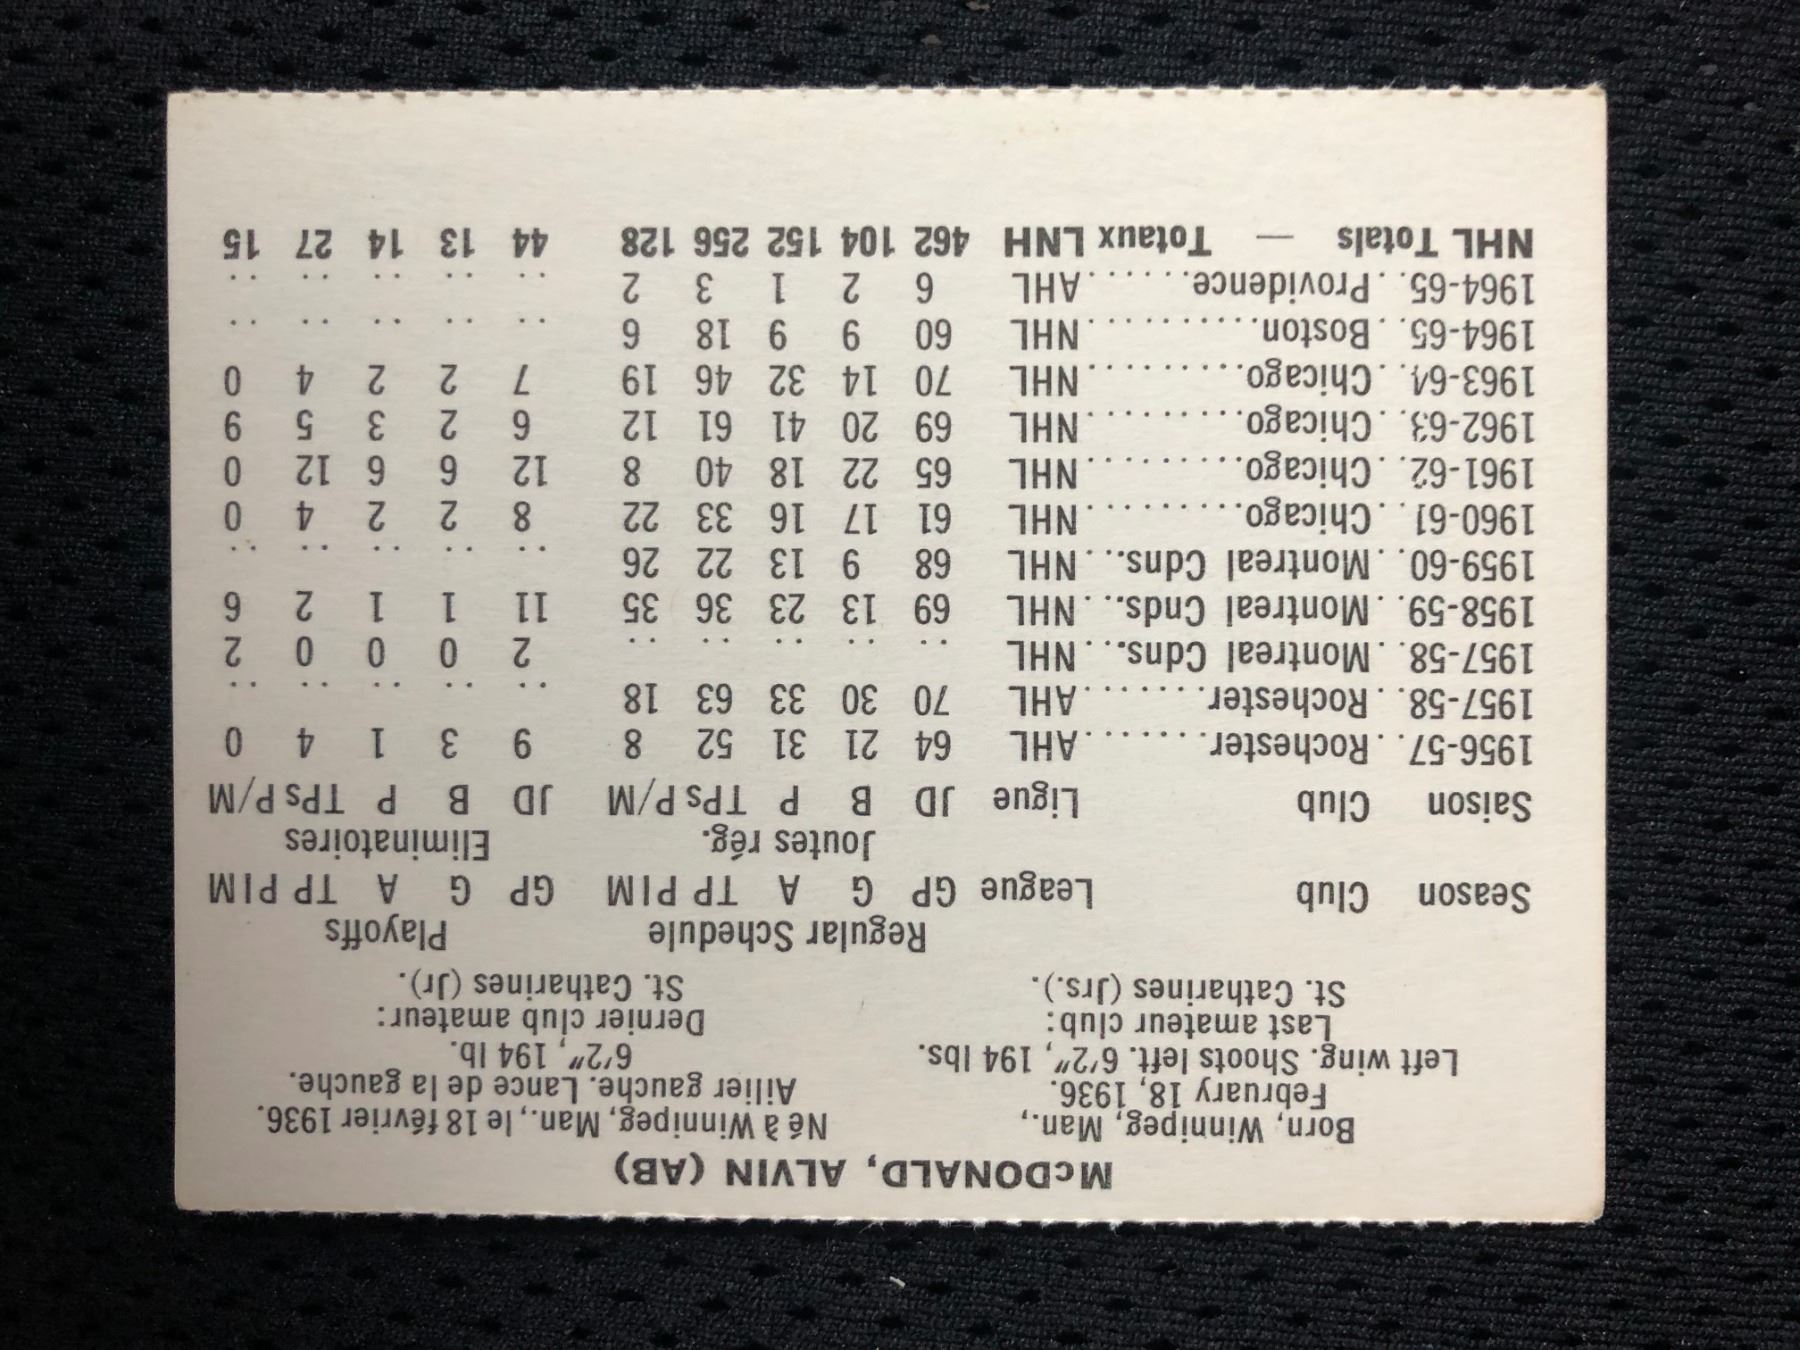 McDONALD, ALVIN (AB)
Born, Winnipeg, Man.,
February 18, 1936.
Left wing. Shoots left. 6'2", 194 lbs.
Last amateur club:
St. Catharines (Jrs.).
Né à Winnipeg, Man., le 18 février 1936.
Ailier gauche. Lance de la gauche.
6'2", 194 lb.
Dernier club amateur:
St. Catharines (Jr).
Regular Schedule Playoffs
Season Club League GP G A TP PIM GP G A TP PIM
Joutes rég. Eliminatoires
Saison Club Ligue JD B P TPs P/M JD B P TPs P/M
1956-57. . Rochester. . . . . . . . AHL 64 21 31 52 8 9 3 1 4 0
1957-58. . Rochester. . . . . . . . AHL 70 30 33 63 18 . . . . . . . . . .
1957-58. . Montreal Cdns. . . NHL . . . . . . . . . . 2 0 0 0 2
1958-59. . Montreal Cnds. . . NHL 69 13 23 36 35 11 1 1 2 6
1959-60. . Montreal Cdns. . . NHL 68 9 13 22 26 . . . . . . . . . .
1960-61. . Chicago. . . . . . . . . . NHL 61 17 16 33 22 8 2 2 4 0
1961-62. . Chicago. . . . . . . . . . NHL 65 22 18 40 8 12 6 6 12 0
1962-63. . Chicago. . . . . . . . . . NHL 69 20 41 61 12 6 2 3 5 9
1963-64. . Chicago. . . . . . . . . . NHL 70 14 32 46 19 7 2 2 4 0
1964-65. . Boston. . . . . . . . . . . NHL 60 9 9 18 6 . . . . . . . . . .
1964-65. . Providence. . . . . . . AHL 6 2 1 3 2 . . . . . . . . . .
NHL Totals — Totaux LNH 462 104 152 256 128 44 13 14 27 15